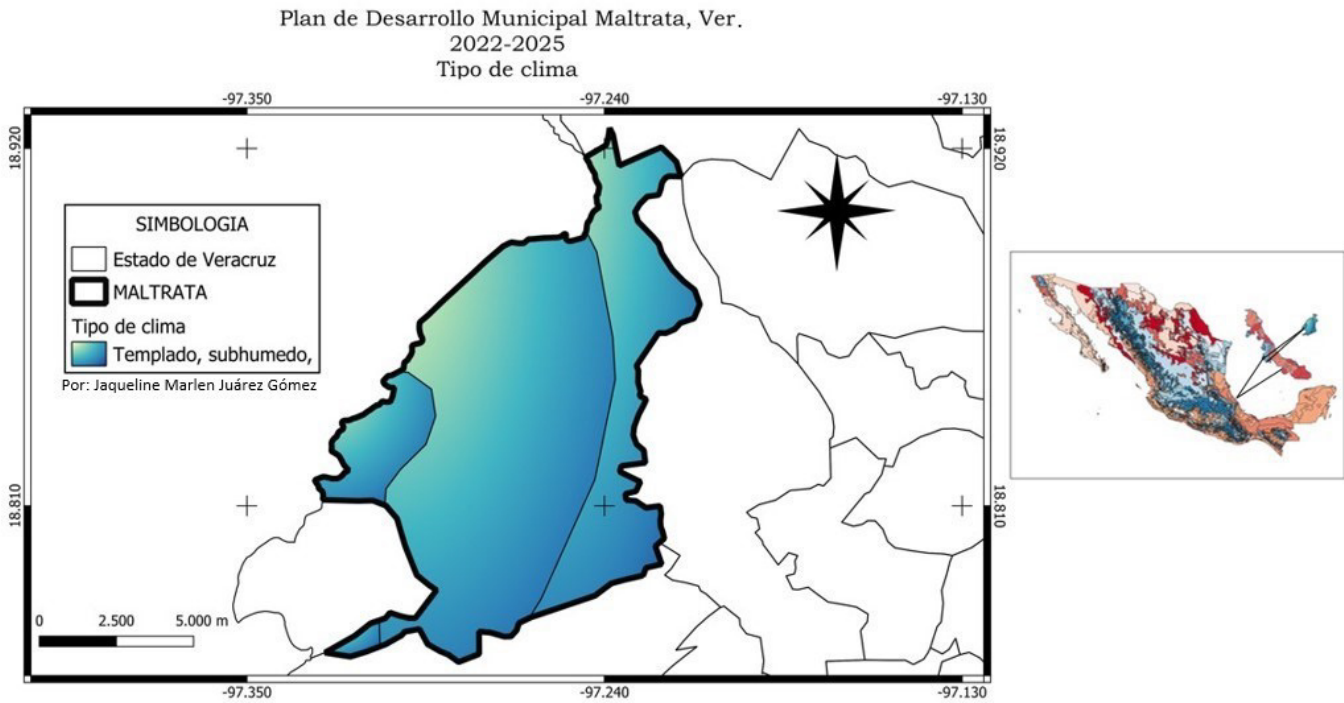 Plan de Desarrollo Municipal Maltrata, Ver.
2022-2025
Tipo de clima
-97.350
-97.240
-97.130
18.920
18.920
SIMBOLOGIA
Estado de Veracruz
MALTRATA
Tipo de clima
Templado, subhumedo,
Por: Jaqueline Marlen Juárez Gómez
18.810
18.810
0 2.500 5.000 m
-97.350
-97.240
-97.130